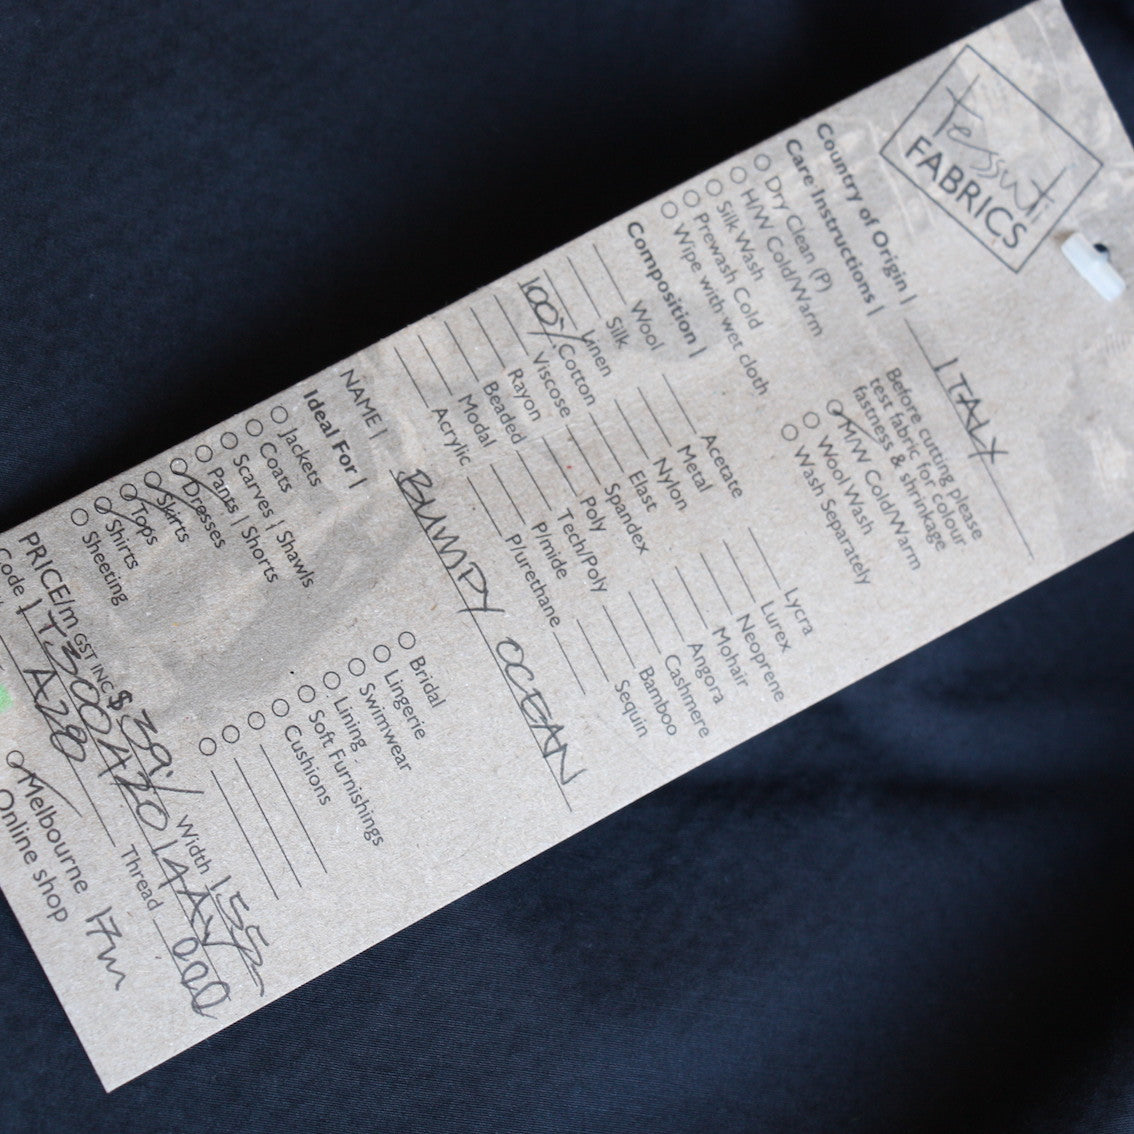 tessuti
FABRICS
Country of Origin | ITALY
Care Instructions |
Before cutting please
test fabric for colour
fastness & shrinkage
Dry Clean (P)
H/W Cold/Warm
Silk Wash
Prewash Cold
Wipe with wet cloth
M/W Cold/Warm
Wool Wash
Wash Separately
Composition |
Wool
Silk
Linen
100% Cotton
Viscose
Rayon
Beaded
Modal
Acrylic
Acetate
Metal
Nylon
Elast
Spandex
Poly
Tech/Poly
P/mide
P/urethane
Lycra
Lurex
Neoprene
Mohair
Angora
Cashmere
Bamboo
Sequin
NAME | BUMPY OCEAN
Ideal For |
Jackets
Coats
Scarves | Shawls
Pants | Shorts
Dresses
Skirts
Tops
Shirts
Sheeting
Bridal
Lingerie
Swimwear
Lining
Soft Furnishings
Cushions
PRICE/m GST INC $ 39 Width 155
Code |
A280 Thread
Melbourne 17m
Online shop